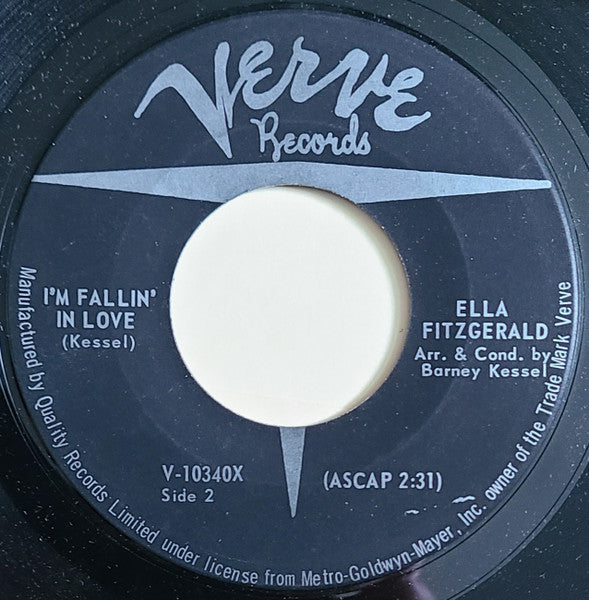 Verve
Records
I'M FALLIN'
IN LOVE
(Kessel)
ELLA
FITZGERALD
Arr. & Cond. by
Barney Kessel
V-10340X
Side 2
(ASCAP 2:31)
Manufactured by Quality Records Limited under license from Metro-Goldwyn-Mayer, Inc. owner of the Trade Mark Verve